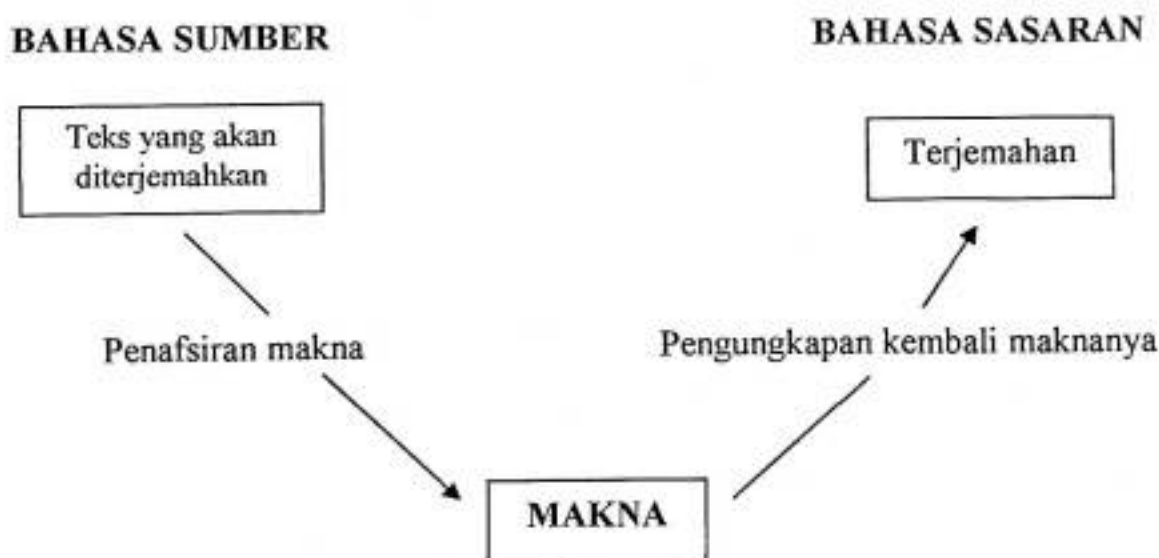 BAHASA SUMBER
BAHASA SASARAN
Teks yang akan
diterjemahkan
Terjemahan
Penafsiran makna
Pengungkapan kembali maknanya
MAKNA